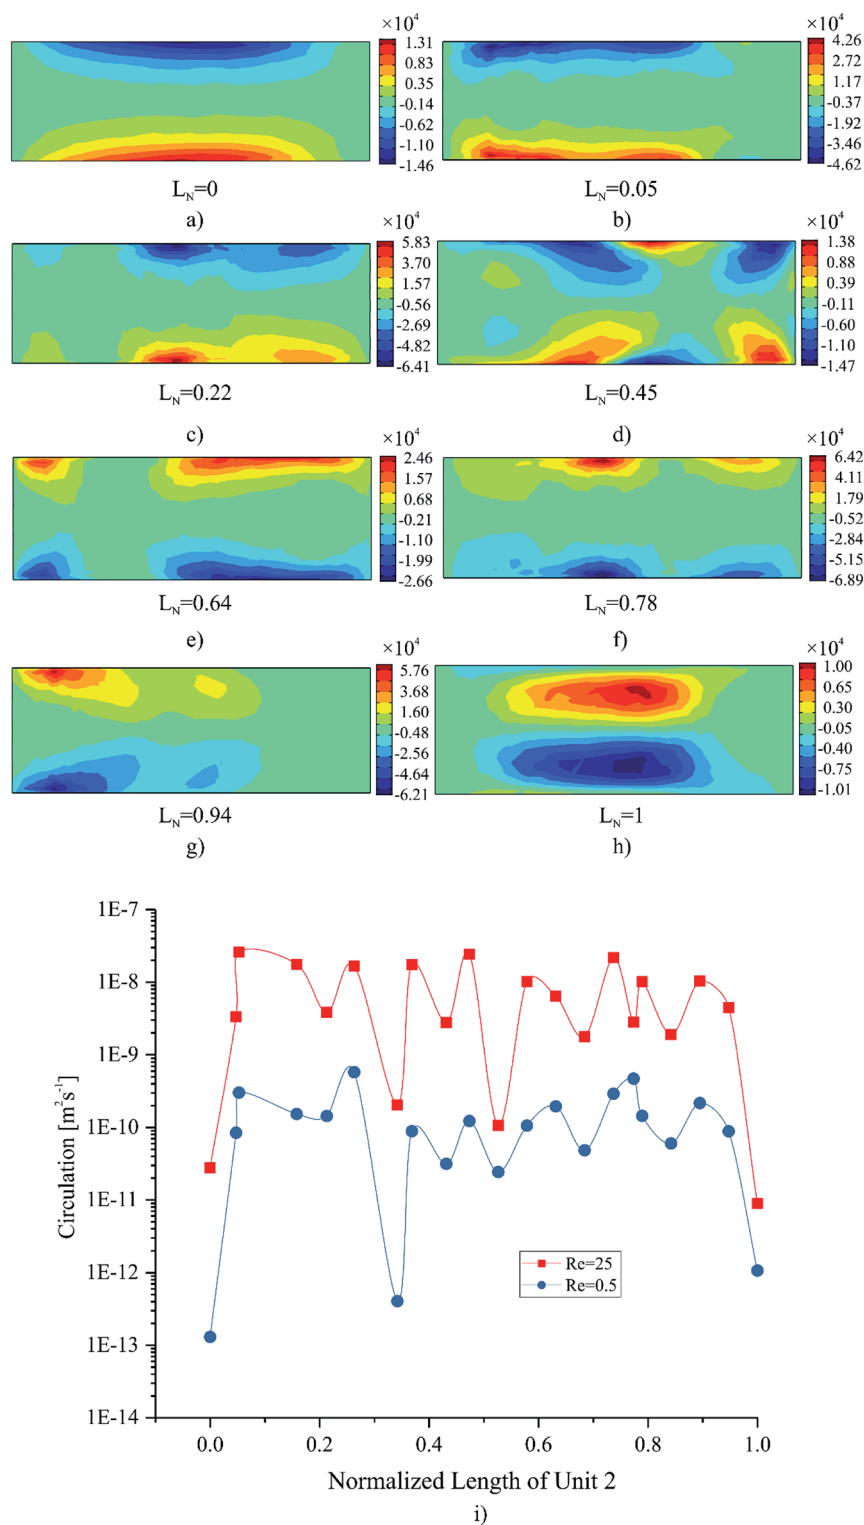 ×10⁴
1.31
0.83
0.35
-0.14
-0.62
-1.10
-1.46
L_N=0
a)
×10⁴
4.26
2.72
1.17
-0.37
-1.92
-3.47
-4.62
L_N=0.05
b)
×10⁴
5.83
3.70
1.57
-0.56
-2.69
-4.82
-6.41
L_N=0.22
c)
×10⁴
1.38
0.88
0.39
-0.11
-0.60
-1.10
-1.47
L_N=0.45
d)
×10⁴
2.46
1.57
0.68
-0.21
-1.10
-1.99
-2.66
L_N=0.64
e)
×10⁴
6.42
4.11
1.79
-0.52
-2.84
-5.15
-6.89
L_N=0.78
f)
×10⁴
5.76
3.68
1.60
-0.48
-2.56
-4.64
-6.21
L_N=0.94
g)
×10⁴
1.00
0.65
0.30
-0.05
-0.40
-0.75
-1.01
L_N=1
h)
1E-7
1E-8
1E-9
1E-10
1E-11
1E-12
1E-13
1E-14
Circulation [m²s⁻¹]
Re=25
Re=0.5
0.0 0.2 0.4 0.6 0.8 1.0
Normalized Length of Unit 2
i)